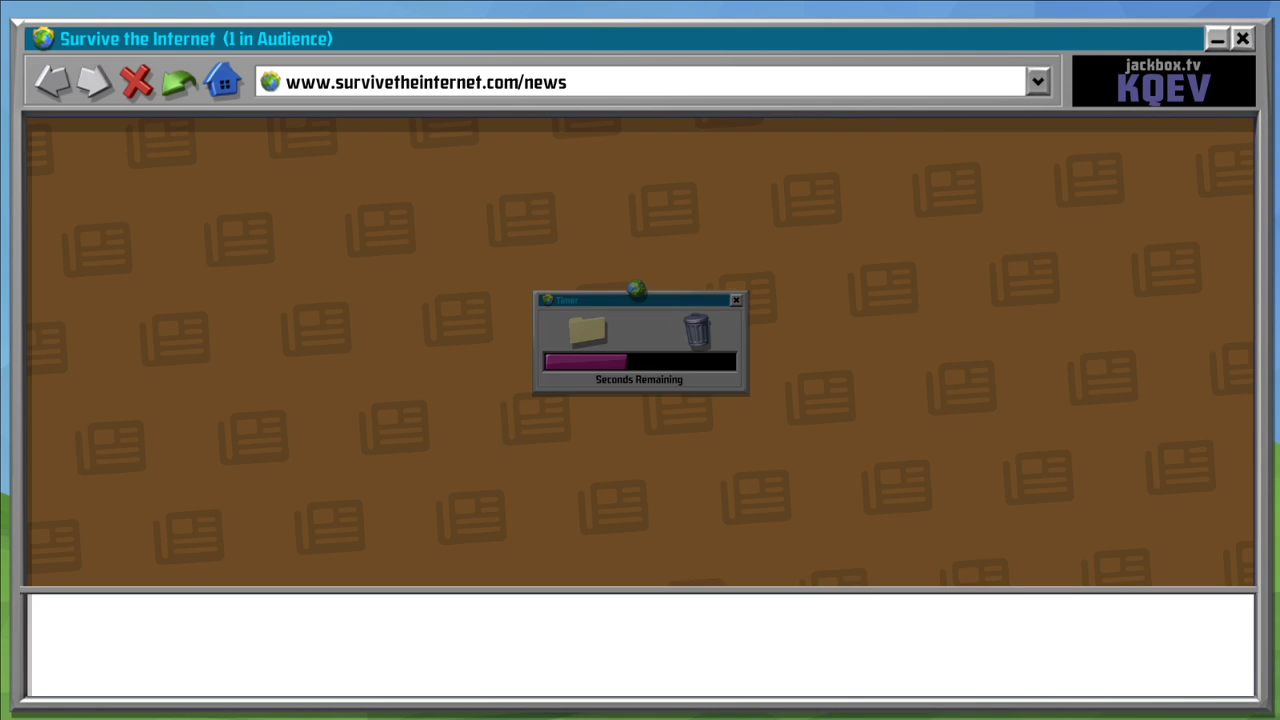 Survive the Internet (1 in Audience)
www.survivetheinternet.com/news
jackbox.tv
KQEV
Timer
Seconds Remaining